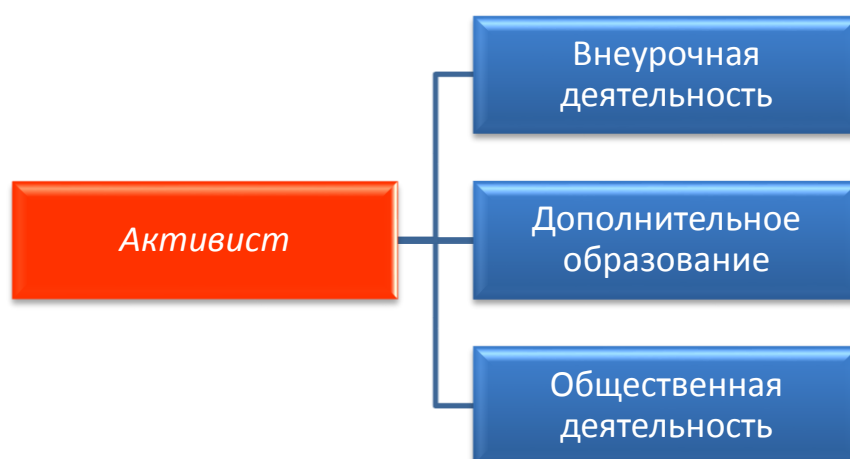 Внеурочная
деятельность
Активист
Дополнительное
образование
Общественная
деятельность